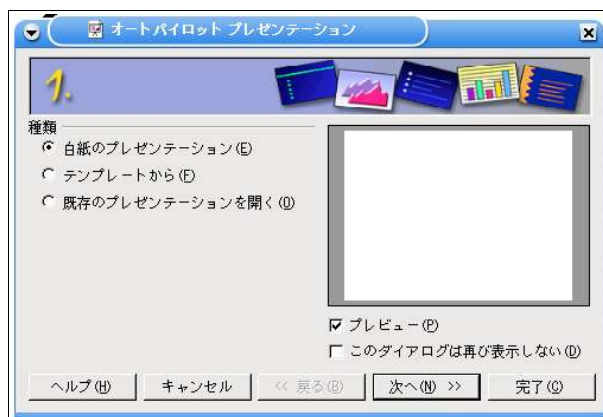 オートパイロット プレゼンテーション
1.
種類
白紙のプレゼンテーション(E)
テンプレートから(F)
既存のプレゼンテーションを開く(O)
プレビュー(P)
このダイアログは再び表示しない(D)
ヘルプ(H) キャンセル << 戻る(B) 次へ(N) >> 完了(C)